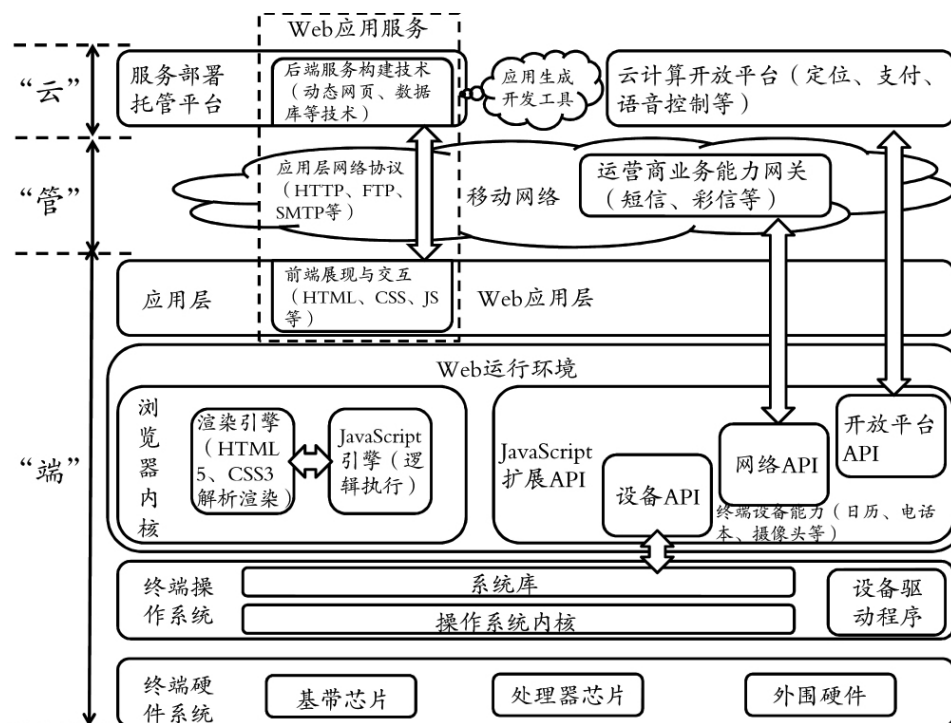 Web应用服务
“云”
服务部署
托管平台
后端服务构建技术
（动态网页、数据
库等技术）
应用生成
开发工具
云计算开放平台（定位、支付、
语音控制等）
“管”
应用层网络协议
（HTTP、FTP、
SMTP等）
移动网络
运营商业务能力网关
（短信、彩信等）
“端”
应用层
前端展现与交互
（HTML、CSS、JS
等）
Web应用层
Web运行环境
浏
览
器
内
核
渲染引擎
（HTML
5、CSS3
解析渲染）
JavaScript
引擎（逻
辑执行）
JavaScript
扩展API
设备API
网络API
开放平台
API
终端设备能力（日历、电话
本、摄像头等）
终端操
作系统
系统库
操作系统内核
设备驱
动程序
终端硬
件系统
基带芯片
处理器芯片
外围硬件